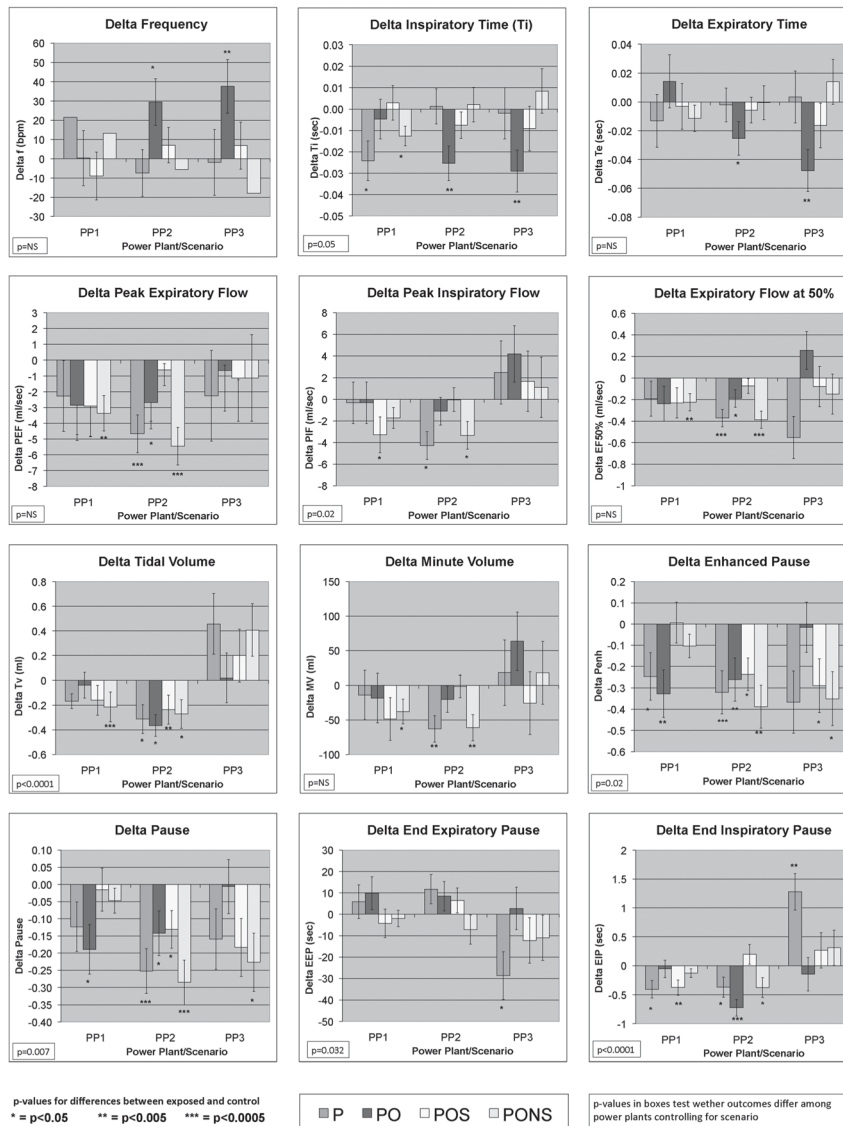 Delta Frequency
60
50
40
30
20
10
0
-10
-20
-30
Delta f (bpm)
*
**
PP1 PP2 PP3
p=NS
Power Plant/Scenario
Delta Inspiratory Time (Ti)
0.03
0.02
0.01
0.00
-0.01
-0.02
-0.03
-0.04
-0.05
Delta Ti (sec)
* * ** **
PP1 PP2 PP3
p=0.05
Power Plant/Scenario
Delta Expiratory Time
0.04
0.02
0.00
-0.02
-0.04
-0.06
-0.08
Delta Te (sec)
* **
PP1 PP2 PP3
p=NS
Power Plant/Scenario
Delta Peak Expiratory Flow
3
2
1
0
-1
-2
-3
-4
-5
-6
-7
-8
Delta PEF (ml/sec)
** *** * ***
PP1 PP2 PP3
p=NS
Power Plant/Scenario
Delta Peak Inspiratory Flow
8
6
4
2
0
-2
-4
-6
-8
Delta PIF (ml/sec)
* * *
PP1 PP2 PP3
p=0.02
Power Plant/Scenario
Delta Expiratory Flow at 50%
0.6
0.4
0.2
0
-0.2
-0.4
-0.6
-0.8
-1
Delta EF50% (ml/sec)
** *** * ***
PP1 PP2 PP3
p=NS
Power Plant/Scenario
Delta Tidal Volume
0.8
0.6
0.4
0.2
0
-0.2
-0.4
-0.6
Delta Tv (ml)
*** * * ** *
PP1 PP2 PP3
p<0.0001
Power Plant/Scenario
Delta Minute Volume
150
100
50
0
-50
-100
Delta MV (ml)
* ** **
PP1 PP2 PP3
p=NS
Power Plant/Scenario
Delta Enhanced Pause
0.2
0.1
0
-0.1
-0.2
-0.3
-0.4
-0.5
-0.6
Delta Penh
* ** *** ** * ** * *
PP1 PP2 PP3
p=0.02
Power Plant/Scenario
Delta Pause
0.10
0.05
0.00
-0.05
-0.10
-0.15
-0.20
-0.25
-0.30
-0.35
-0.40
Delta Pause
* *** * * *** *
PP1 PP2 PP3
p=0.007
Power Plant/Scenario
Delta End Expiratory Pause
30
20
10
0
-10
-20
-30
-40
-50
Delta EEP (sec)
*
PP1 PP2 PP3
p=0.032
Power Plant/Scenario
Delta End Inspiratory Pause
2
1.5
1
0.5
0
-0.5
-1
Delta EIP (sec)
* ** * *** * **
PP1 PP2 PP3
p<0.0001
Power Plant/Scenario
p-values for differences between exposed and control
* = p<0.05 ** = p<0.005 *** = p<0.0005
P PO POS PONS
p-values in boxes test wether outcomes differ among
power plants controlling for scenario